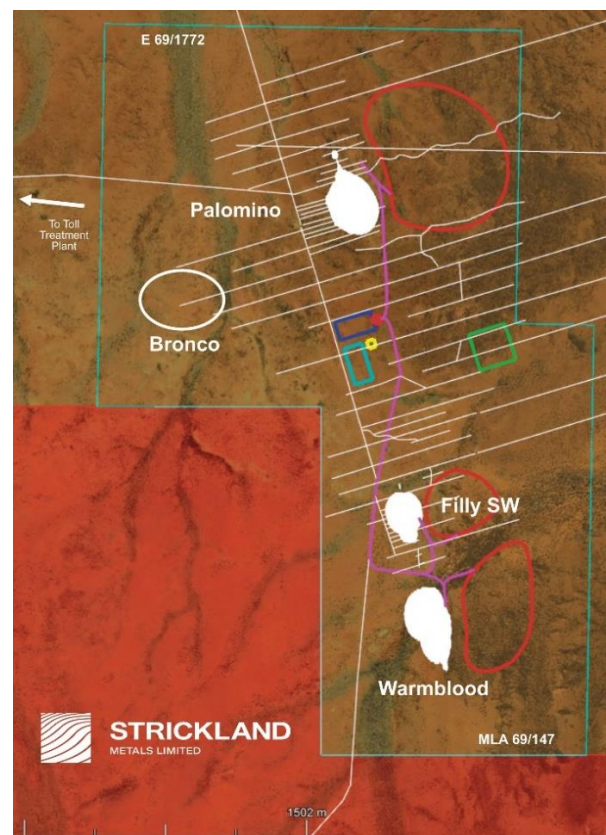 E 69/1772
Palomino
To Toll
Treatment
Plant
Bronco
Filly SW
Warmblood
STRICKLAND
METALS LIMITED
MLA 69/147
1502 m